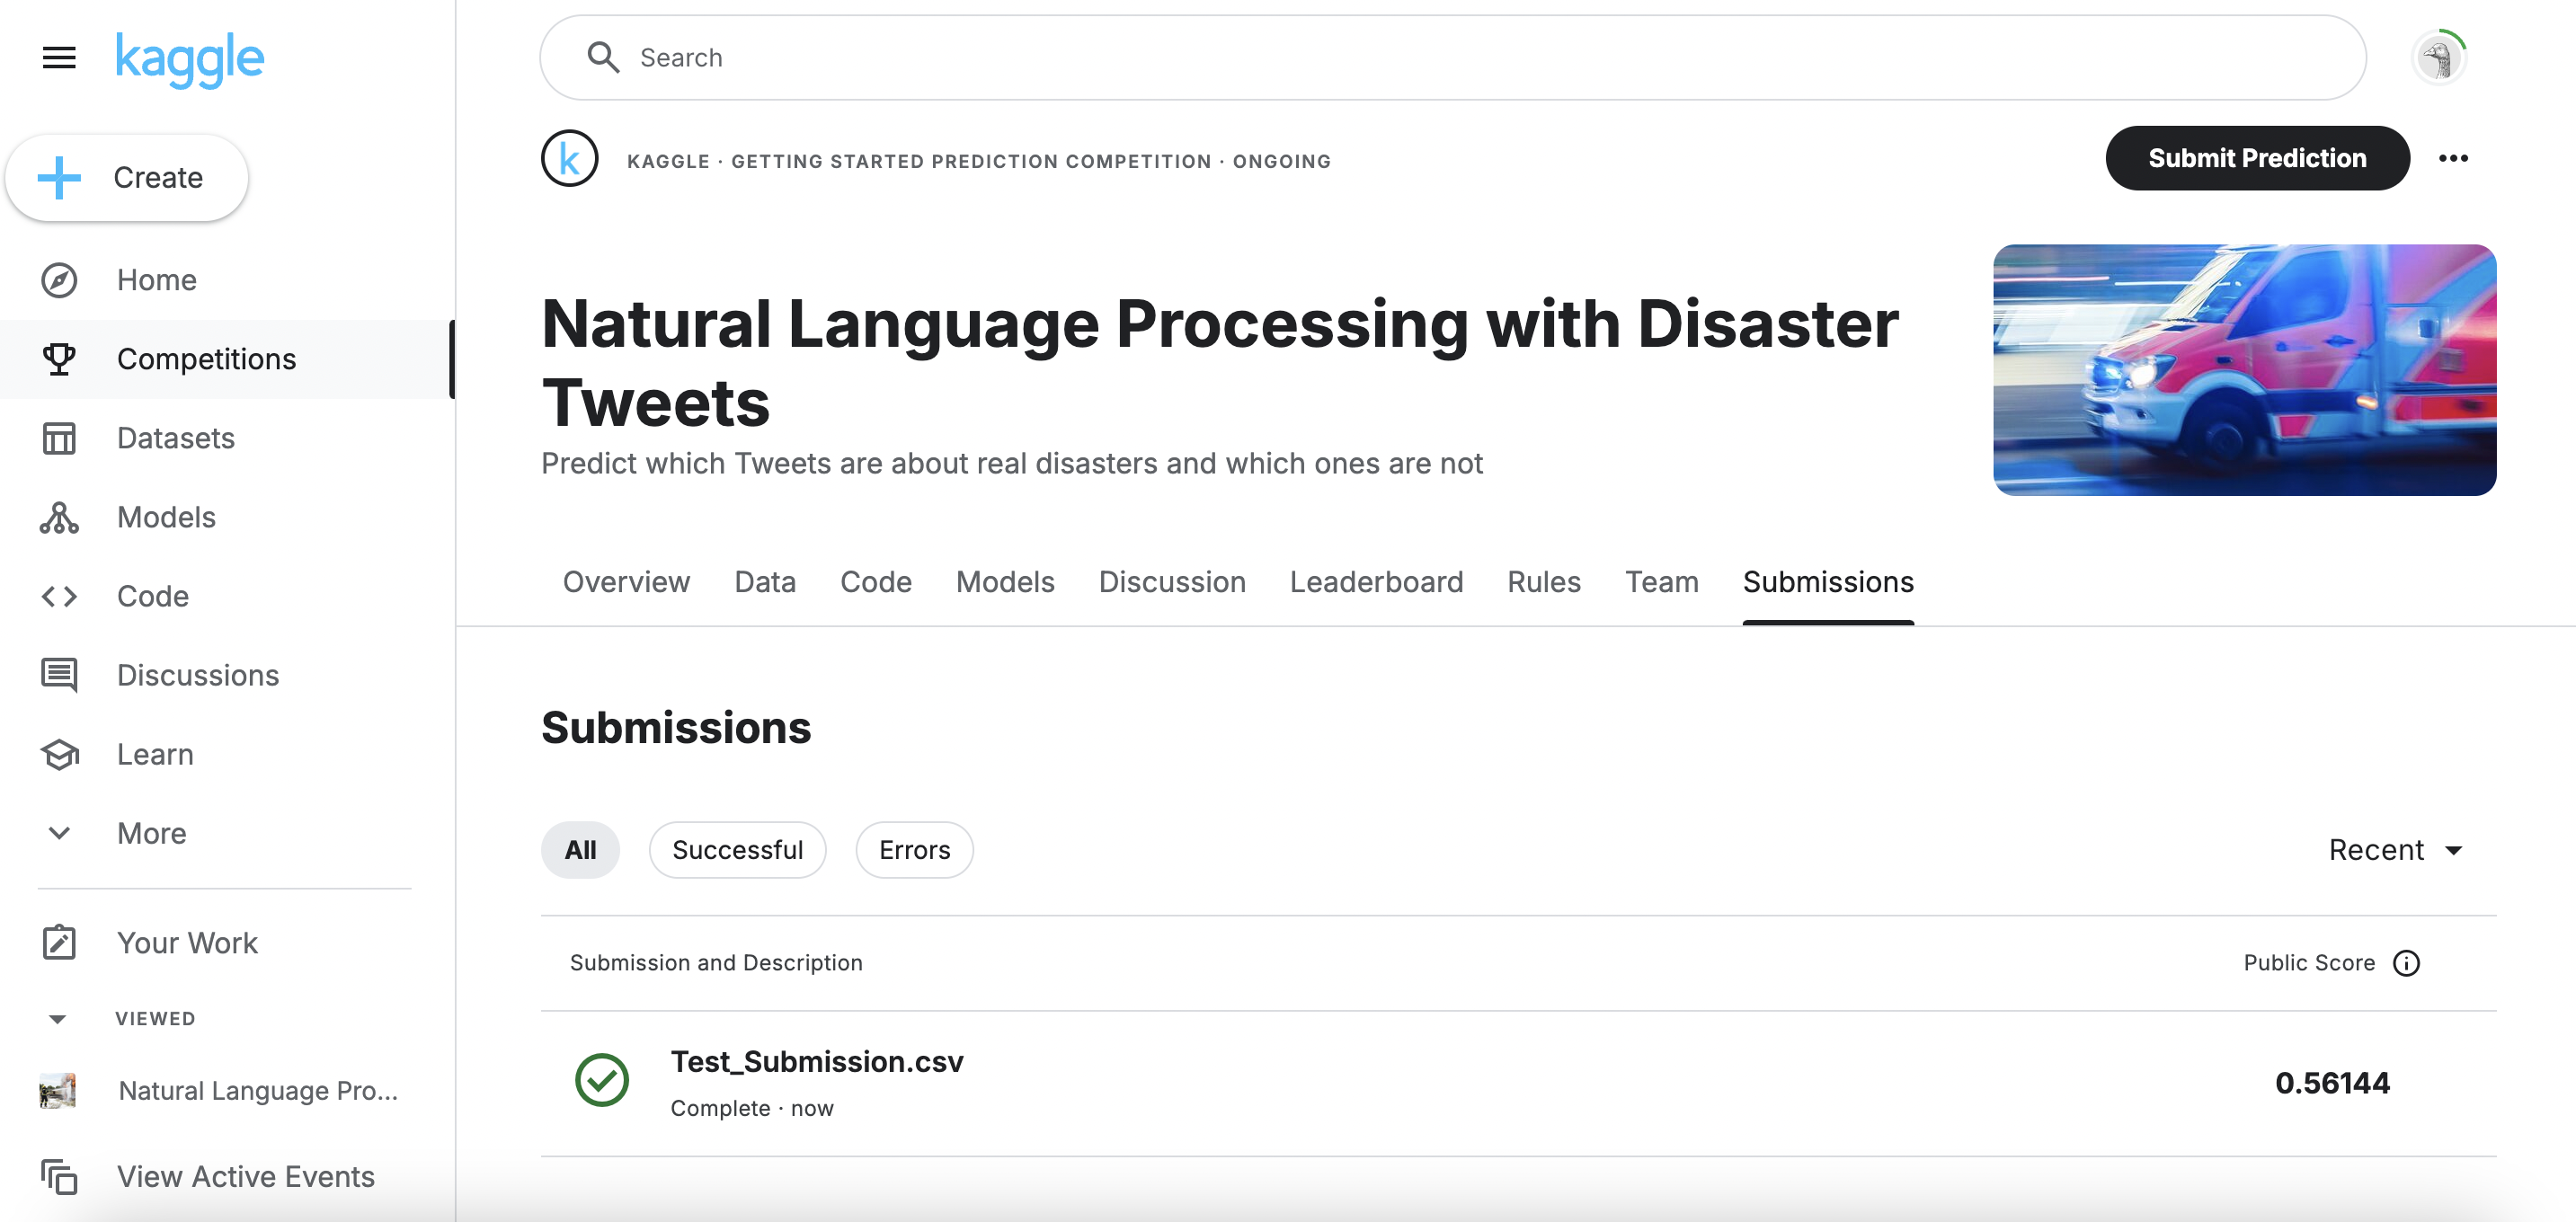 kaggle
Search
Create
Home
Competitions
Datasets
Models
Code
Discussions
Learn
More
Your Work
VIEWED
Natural Language Pro...
View Active Events
k
KAGGLE · GETTING STARTED PREDICTION COMPETITION · ONGOING
Submit Prediction
Natural Language Processing with Disaster
Tweets
Predict which Tweets are about real disasters and which ones are not
Overview Data Code Models Discussion Leaderboard Rules Team Submissions
Submissions
All Successful Errors Recent
Submission and Description Public Score
Test_Submission.csv
Complete · now
0.56144